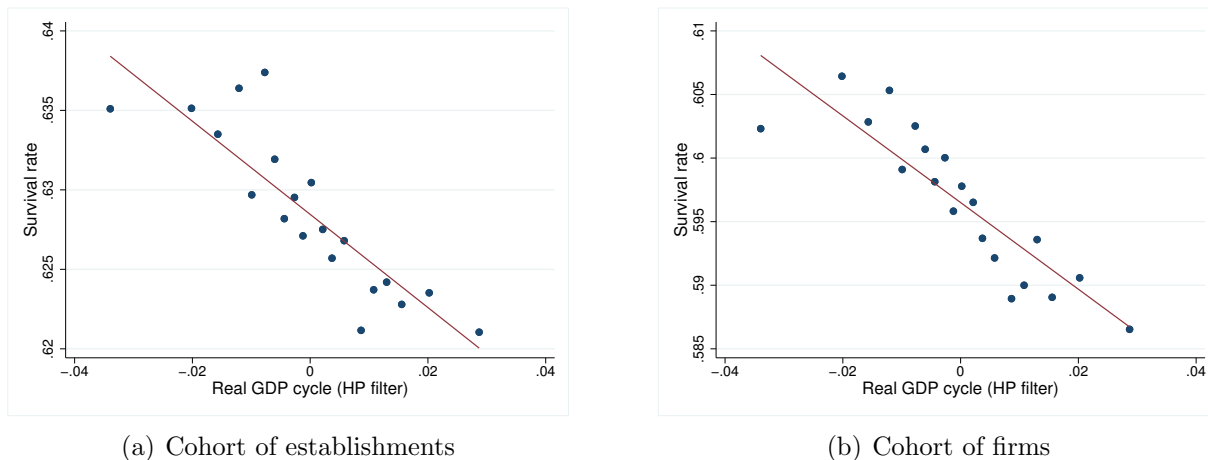 .64
.635
.63
.625
.62
Survival rate
−.04 −.02 0 .02 .04
Real GDP cycle (HP filter)
(a) Cohort of establishments
.61
.605
.6
.595
.59
.585
Survival rate
−.04 −.02 0 .02 .04
Real GDP cycle (HP filter)
(b) Cohort of firms